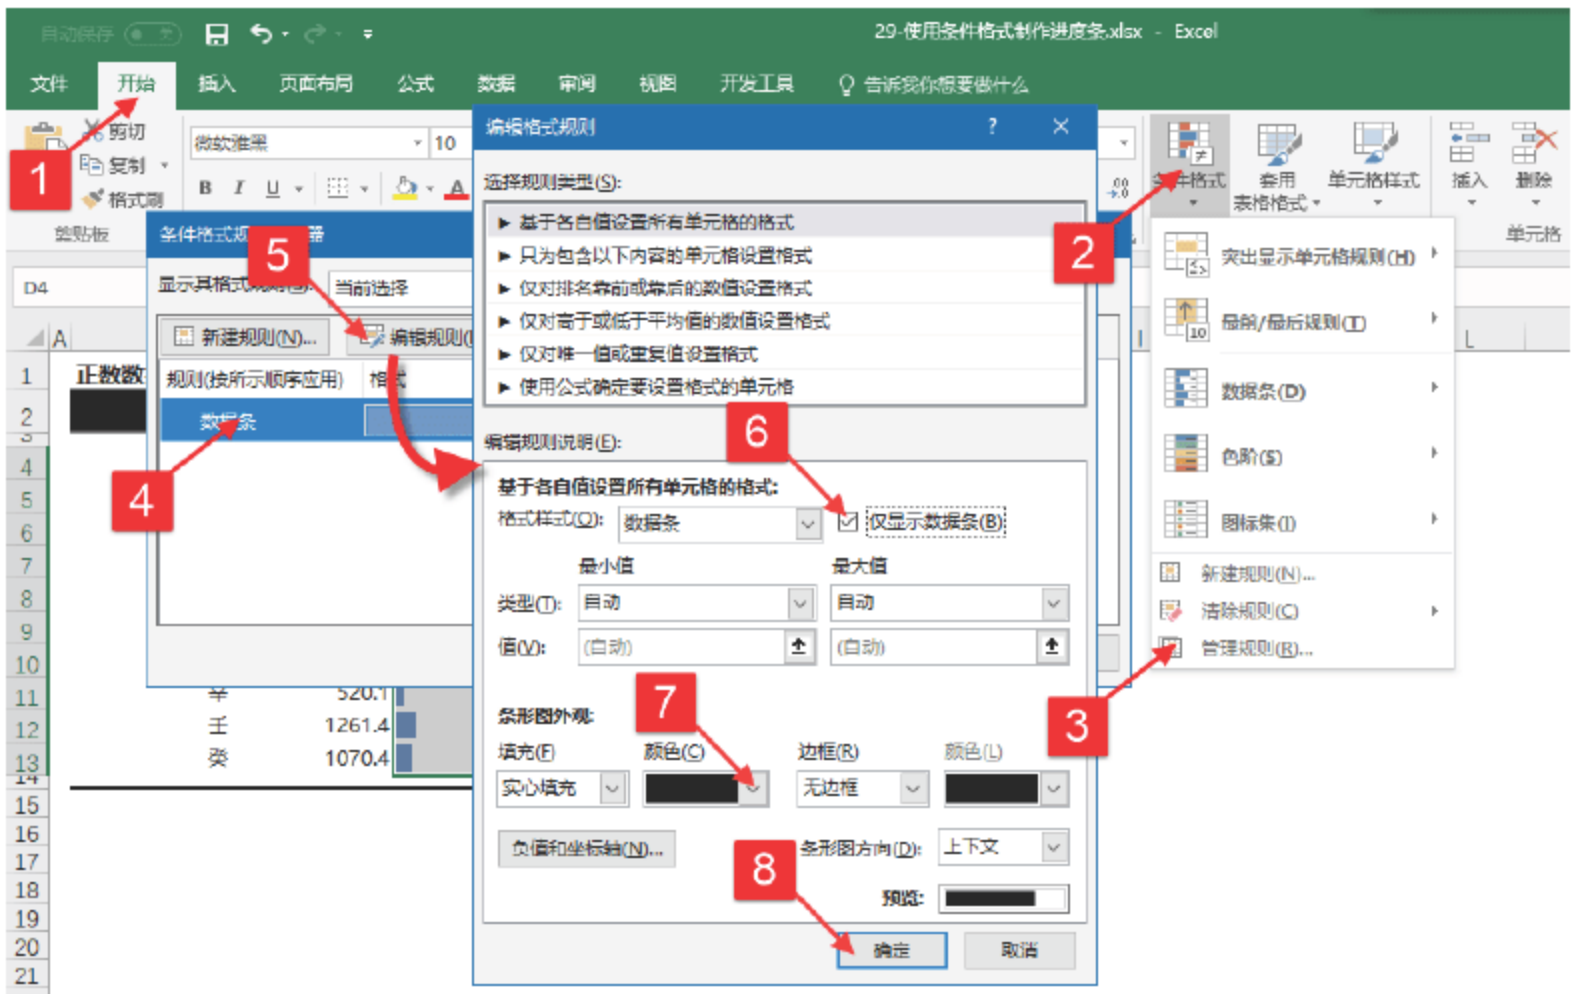 自动保存 关
29-使用条件格式制作进度条.xlsx - Excel
文件 开始 插入 页面布局 公式 数据 审阅 视图 开发工具 告诉我你想要做什么
剪切
复制
格式刷
剪贴板
微软雅黑 10
B I U A
条件格式
套用
表格格式
单元格样式
插入 删除
单元格
D4
A L
1
2
3
4
5
6
7
8
9
10
11
12
13
14
15
16
17
18
19
20
21
正数数
辛 520.1
壬 1261.4
癸 1070.4
条件格式规 器
显示其格式规则(S): 当前选择
新建规则(N)... 编辑规则(
规则(按所示顺序应用) 格式
数据条
编辑格式规则 ? ×
选择规则类型(S):
► 基于各自值设置所有单元格的格式
► 只为包含以下内容的单元格设置格式
► 仅对排名靠前或靠后的数值设置格式
► 仅对高于或低于平均值的数值设置格式
► 仅对唯一值或重复值设置格式
► 使用公式确定要设置格式的单元格
编辑规则说明(E):
基于各自值设置所有单元格的格式:
格式样式(O): 数据条 仅显示数据条(B)
最小值 最大值
类型(T): 自动 自动
值(V): (自动) (自动)
条形图外观:
填充(F) 颜色(C) 边框(R) 颜色(L)
实心填充 无边框
负值和坐标轴(N)... 条形图方向(D): 上下文
预览:
确定 取消
突出显示单元格规则(H)
最前/最后规则(T)
数据条(D)
色阶(S)
图标集(I)
新建规则(N)...
清除规则(C)
管理规则(R)...
1
2
3
4
5
6
7
8